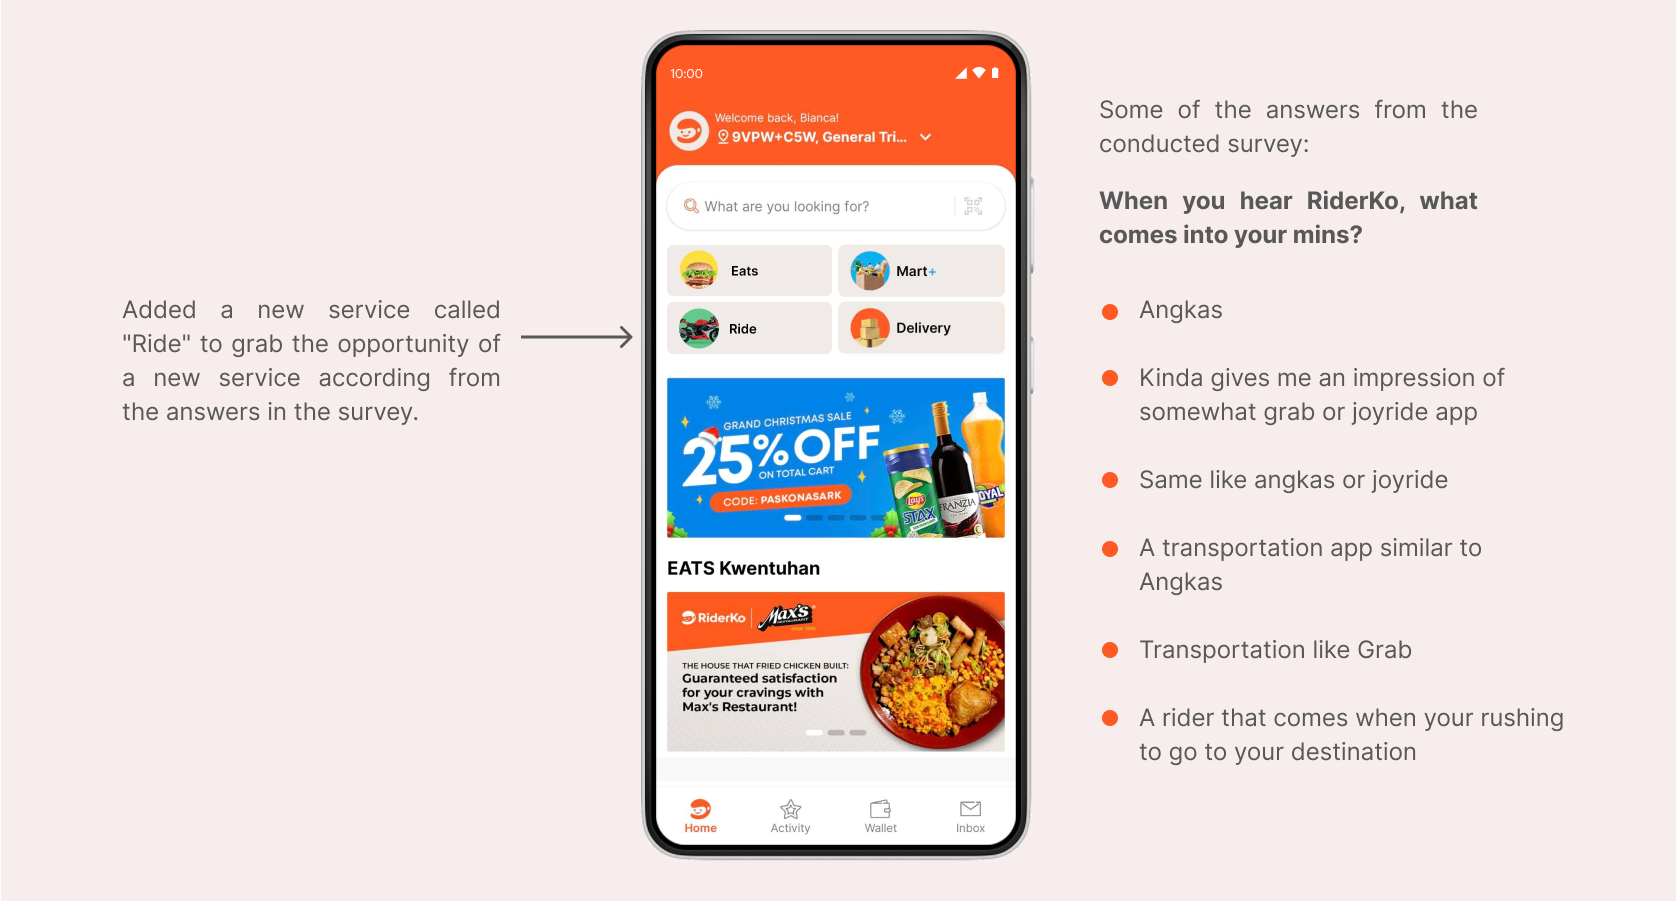 Added a new service called
"Ride" to grab the opportunity of
a new service according from
the answers in the survey.
10:00
Welcome back, Bianca!
9VPW+C5W, General Tri...
What are you looking for?
Eats
Mart+
Ride
Delivery
GRAND CHRISTMAS SALE
25% OFF
ON TOTAL CART
CODE: PASKONASARK
Lay's
STAX
FRANZIA
ROYAL
EATS Kwentuhan
RiderKo
Max's
RESTAURANT
THE HOUSE THAT FRIED CHICKEN BUILT:
Guaranteed satisfaction
for your cravings with
Max's Restaurant!
Home
Activity
Wallet
Inbox
Some of the answers from the
conducted survey:
When you hear RiderKo, what
comes into your mins?
Angkas
Kinda gives me an impression of
somewhat grab or joyride app
Same like angkas or joyride
A transportation app similar to
Angkas
Transportation like Grab
A rider that comes when your rushing
to go to your destination